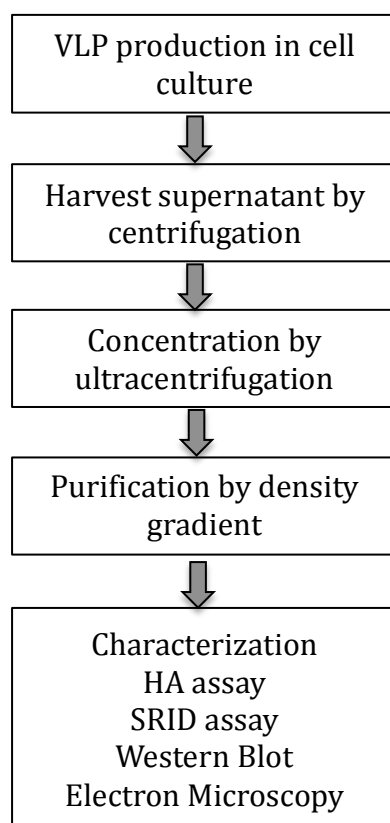 VLP production in cell
culture
Harvest supernatant by
centrifugation
Concentration by
ultracentrifugation
Purification by density
gradient
Characterization
HA assay
SRID assay
Western Blot
Electron Microscopy